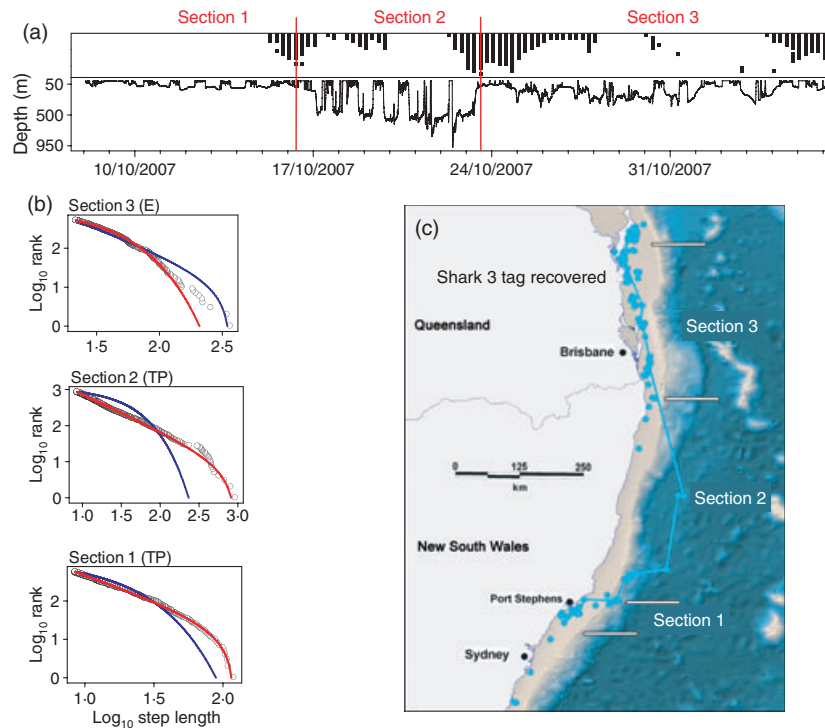 Section 1 Section 2 Section 3
(a)
Depth (m)
50
500
950
10/10/2007 17/10/2007 24/10/2007 31/10/2007
(b)
Section 3 (E)
Log10 rank
2
1
0
1·5 2·0 2·5
Section 2 (TP)
Log10 rank
3
2
1
0
1·0 1·5 2·0 2·5 3·0
Section 1 (TP)
Log10 rank
2
1
0
1·0 1·5 2·0
Log10 step length
(c)
Shark 3 tag recovered
Queensland
Section 3
Brisbane
0 125 250
km
Section 2
New South Wales
Port Stephens
Section 1
Sydney